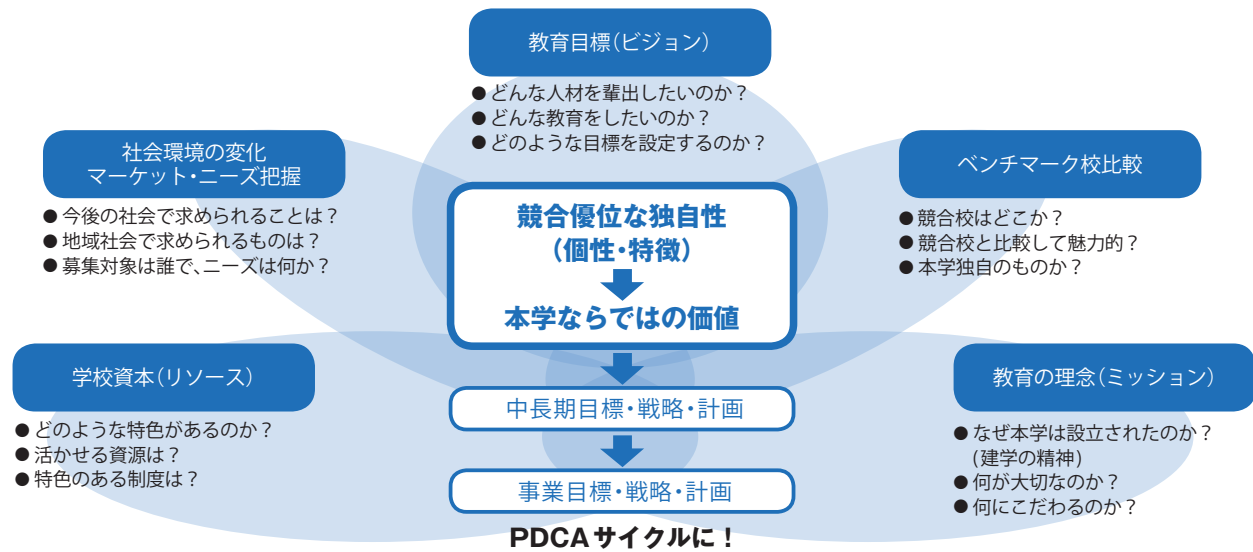 教育目標（ビジョン）
● どんな人材を輩出したいのか？
● どんな教育をしたいのか？
● どのような目標を設定するのか？
社会環境の変化
マーケット・ニーズ把握
● 今後の社会で求められることは？
● 地域社会で求められるものは？
● 募集対象は誰で、ニーズは何か？
ベンチマーク校比較
● 競合校はどこか？
● 競合校と比較して魅力的？
● 本学独自のものか？
競合優位な独自性
（個性・特徴）
本学ならではの価値
学校資本（リソース）
● どのような特色があるのか？
● 活かせる資源は？
● 特色のある制度は？
教育の理念（ミッション）
● なぜ本学は設立されたのか？
(建学の精神)
● 何が大切なのか？
● 何にこだわるのか？
中長期目標・戦略・計画
事業目標・戦略・計画
PDCAサイクルに！